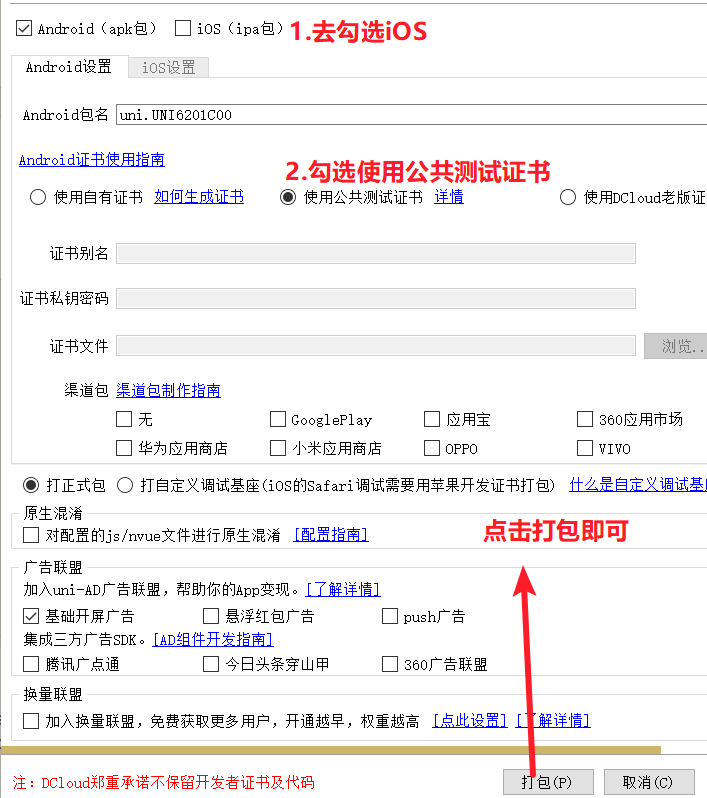 Android（apk包） iOS（ipa包） 1.去勾选iOS
Android设置 iOS设置
Android包名 uni.UNI6201C00
Android证书使用指南
2.勾选使用公共测试证书
使用自有证书 如何生成证书 使用公共测试证书 详情 使用DCloud老版证
证书别名
证书私钥密码
证书文件 浏览..
渠道包 渠道包制作指南
无 GooglePlay 应用宝 360应用市场
华为应用商店 小米应用商店 OPPO VIVO
打正式包 打自定义调试基座(iOS的Safari调试需要用苹果开发证书打包) 什么是自定义调试基
原生混淆
对配置的js/nvue文件进行原生混淆 [配置指南]
点击打包即可
广告联盟
加入uni-AD广告联盟，帮助你的App变现。[了解详情]
基础开屏广告 悬浮红包广告 push广告
集成三方广告SDK。[AD组件开发指南]
腾讯广点通 今日头条穿山甲 360广告联盟
换量联盟
加入换量联盟，免费获取更多用户，开通越早，权重越高 [点此设置] [了解详情]
注：DCloud郑重承诺不保留开发者证书及代码 打包(P) 取消(C)